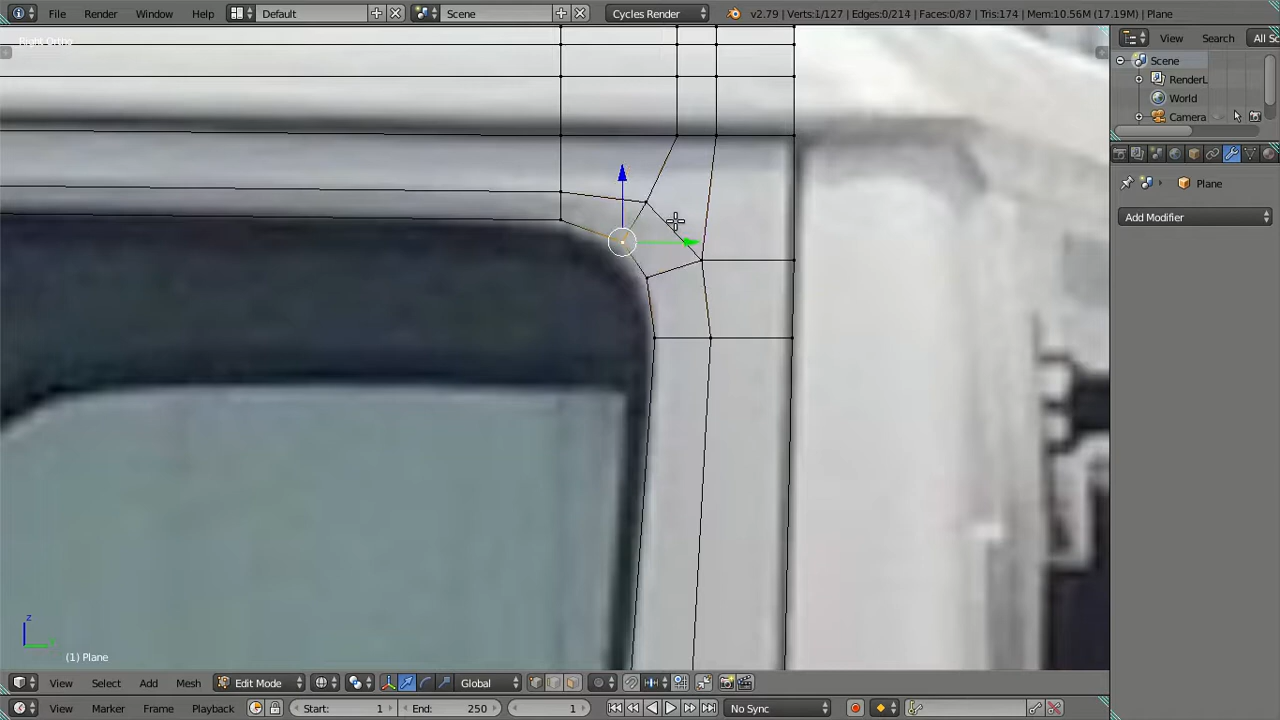 File Render Window Help Default Scene Cycles Render v2.79 | Verts:1/127 | Edges:0/214 | Faces:0/87 | Tris:174 | Mem:10.56M (17.19M) | Plane
Right Ortho
View Search All Sc
Scene
RenderL
World
Camera
Plane
Add Modifier
z
(1) Plane
View Select Add Mesh Edit Mode Global
View Marker Frame Playback Start: 1 End: 250 1 No Sync